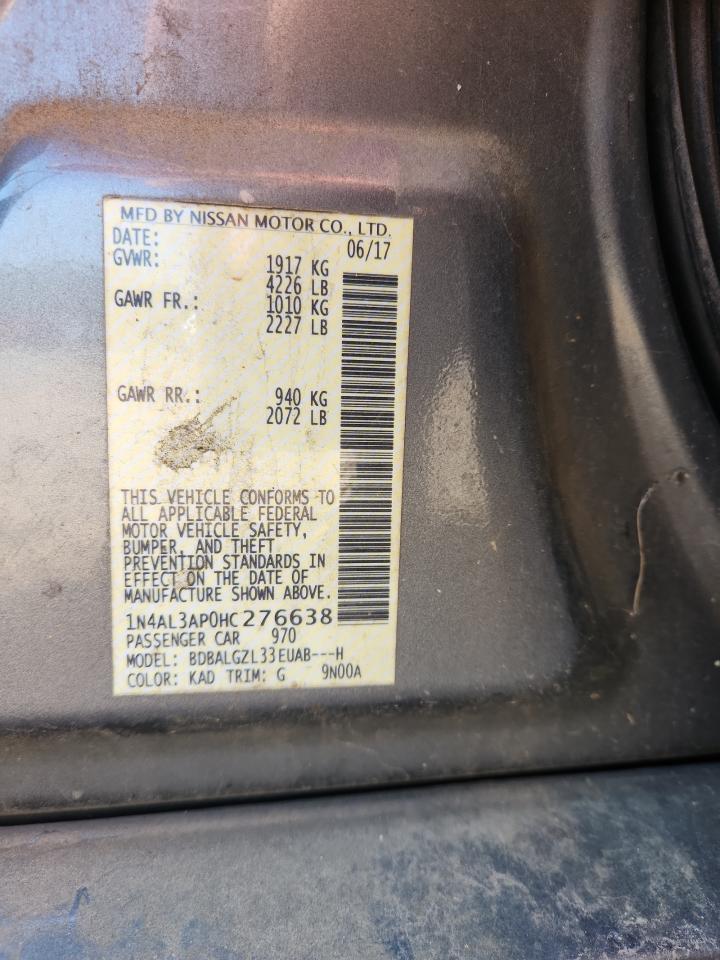 MFD BY NISSAN MOTOR CO., LTD.
DATE: 06/17
GVWR: 1917 KG
4226 LB
GAWR FR.: 1010 KG
2227 LB
GAWR RR.: 940 KG
2072 LB
THIS VEHICLE CONFORMS TO
ALL APPLICABLE FEDERAL
MOTOR VEHICLE SAFETY,
BUMPER, AND THEFT
PREVENTION STANDARDS IN
EFFECT ON THE DATE OF
MANUFACTURE SHOWN ABOVE.
1N4AL3AP0HC276638
PASSENGER CAR 970
MODEL: BDBALGZL33EUAB---H
COLOR: KAD TRIM: G 9N00A